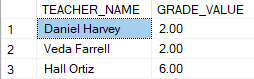 TEACHER_NAME GRADE_VALUE
1 Daniel Harvey 2.00
2 Veda Farrell 2.00
3 Hall Ortiz 6.00